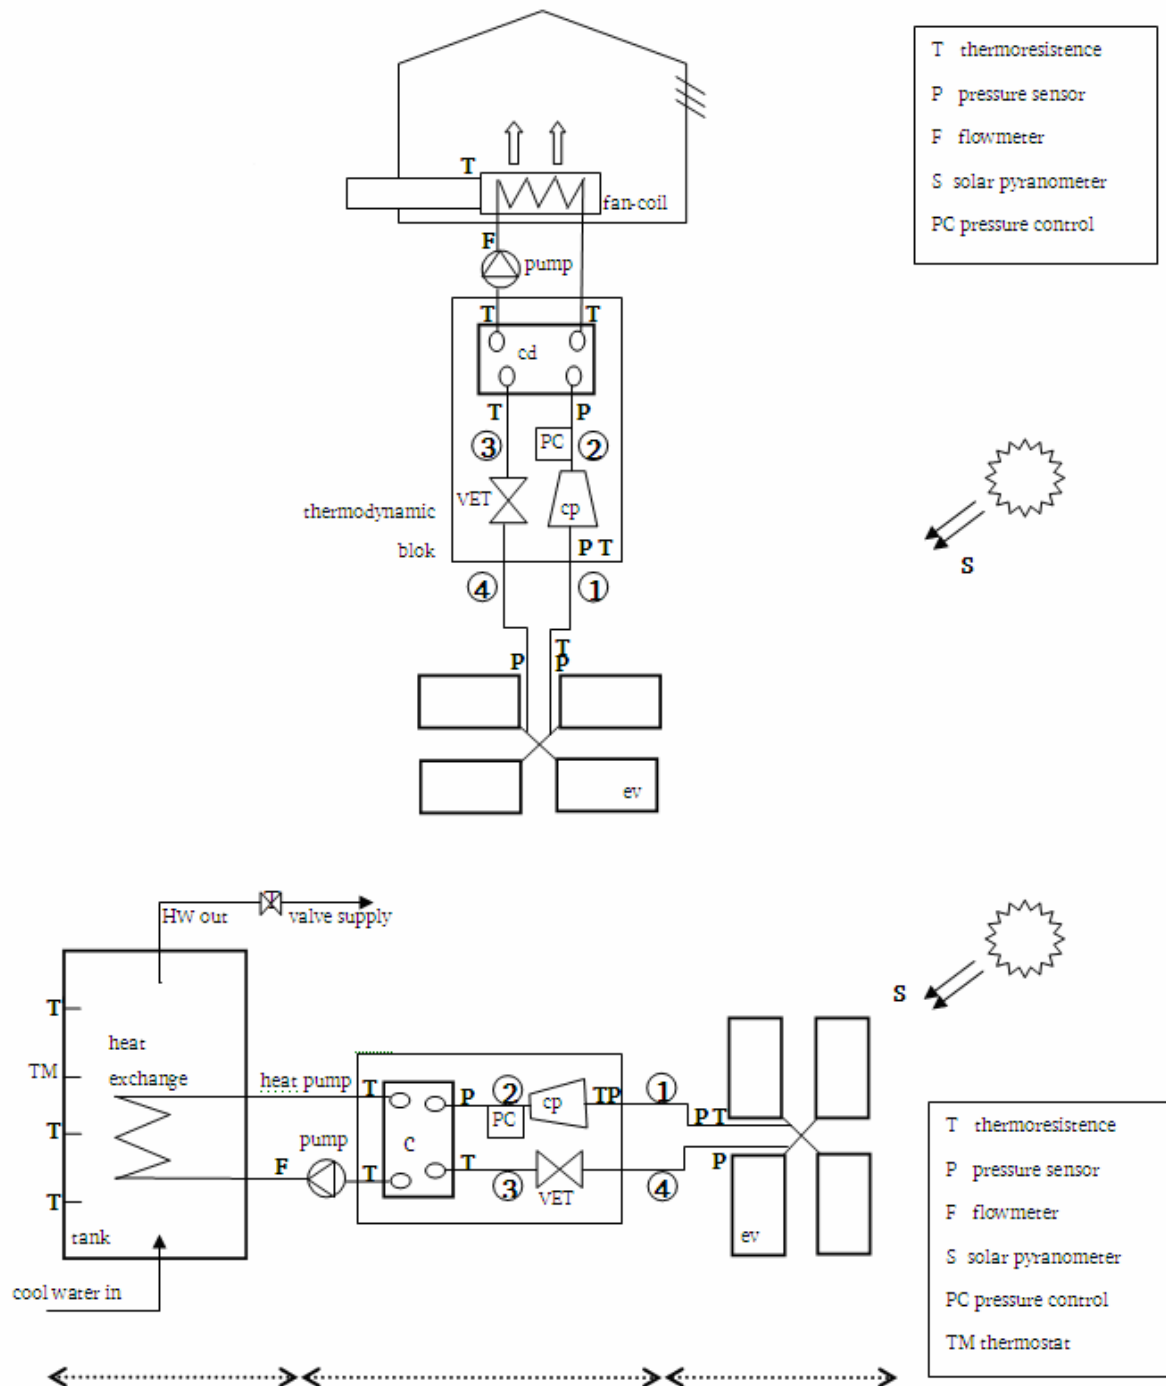 T thermoresistence
P pressure sensor
F flowmeter
S solar pyranometer
PC pressure control
T
fan-coil
F
pump
T T
cd
T P
3 PC 2
VET cp
thermodynamic
blok
P T
4 1
S
T
P P
ev
HW out T valve supply
S
T
heat
TM exchange heat pump
T P 2 cp TP 1
PC
P T
T
pump C
F T T 3 VET 4 P
T
tank
ev
cool water in
T thermoresistence
P pressure sensor
F flowmeter
S solar pyranometer
PC pressure control
TM thermostat